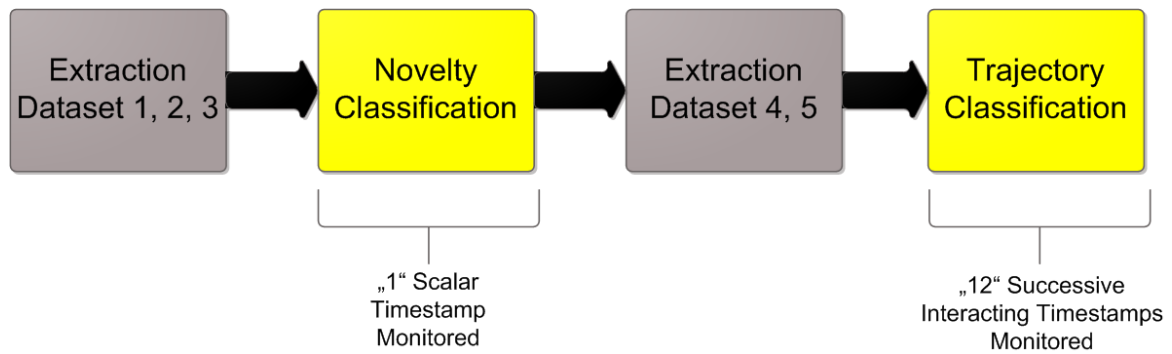 Extraction
Dataset 1, 2, 3
Novelty
Classification
Extraction
Dataset 4, 5
Trajectory
Classification
„1“ Scalar
Timestamp
Monitored
„12“ Successive
Interacting Timestamps
Monitored